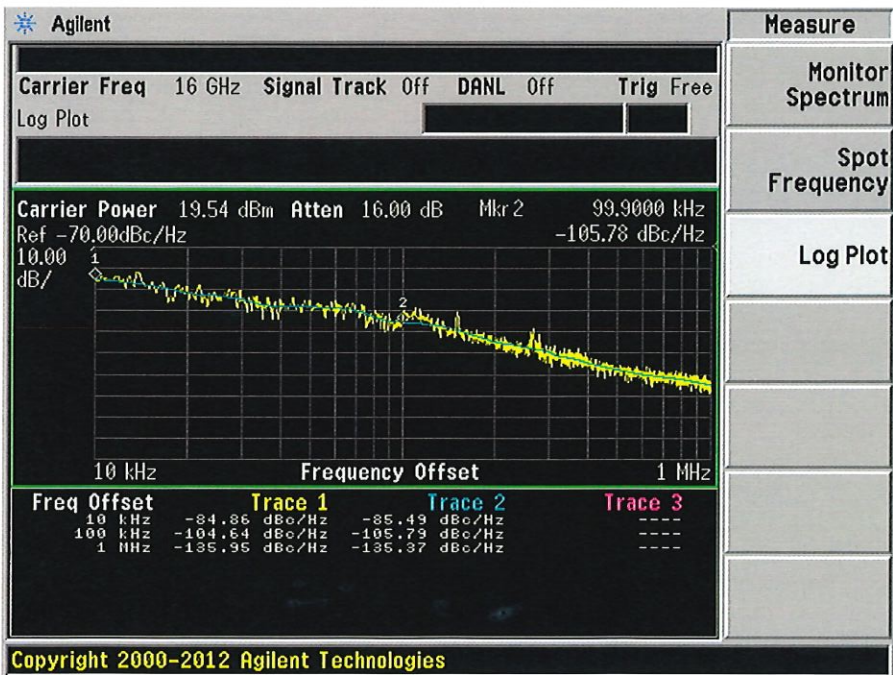 Agilent
Measure
Carrier Freq 16 GHz Signal Track Off DANL Off Trig Free
Log Plot
Monitor
Spectrum
Spot
Frequency
Log Plot
Carrier Power 19.54 dBm Atten 16.00 dB Mkr 2 99.9000 kHz
Ref -70.00dBc/Hz -105.78 dBc/Hz
10.00
dB/
1
2
10 kHz Frequency Offset 1 MHz
Freq Offset Trace 1 Trace 2 Trace 3
10 kHz -84.86 dBc/Hz -85.49 dBc/Hz ----
100 kHz -104.64 dBc/Hz -105.79 dBc/Hz ----
1 MHz -135.95 dBc/Hz -135.37 dBc/Hz ----
Copyright 2000-2012 Agilent Technologies